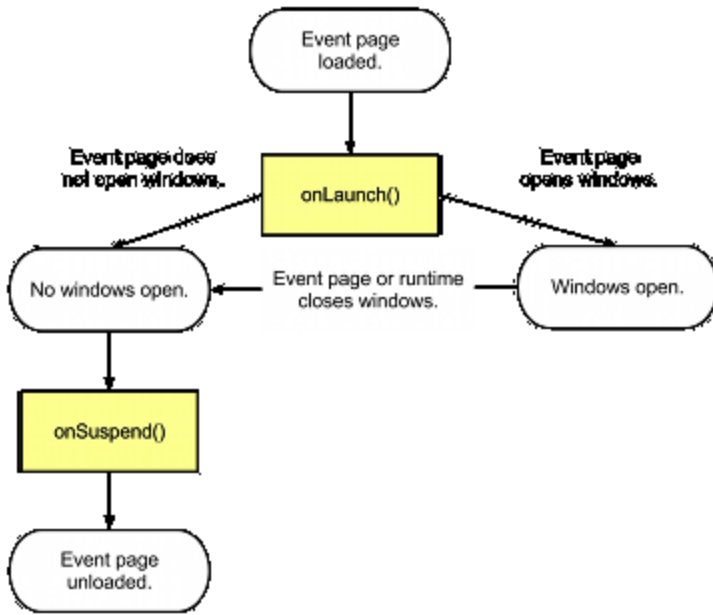 Event page
loaded.
Event page does
not open windows.
onLaunch()
Event page
opens windows.
No windows open.
Event page or runtime
closes windows.
Windows open.
onSuspend()
Event page
unloaded.